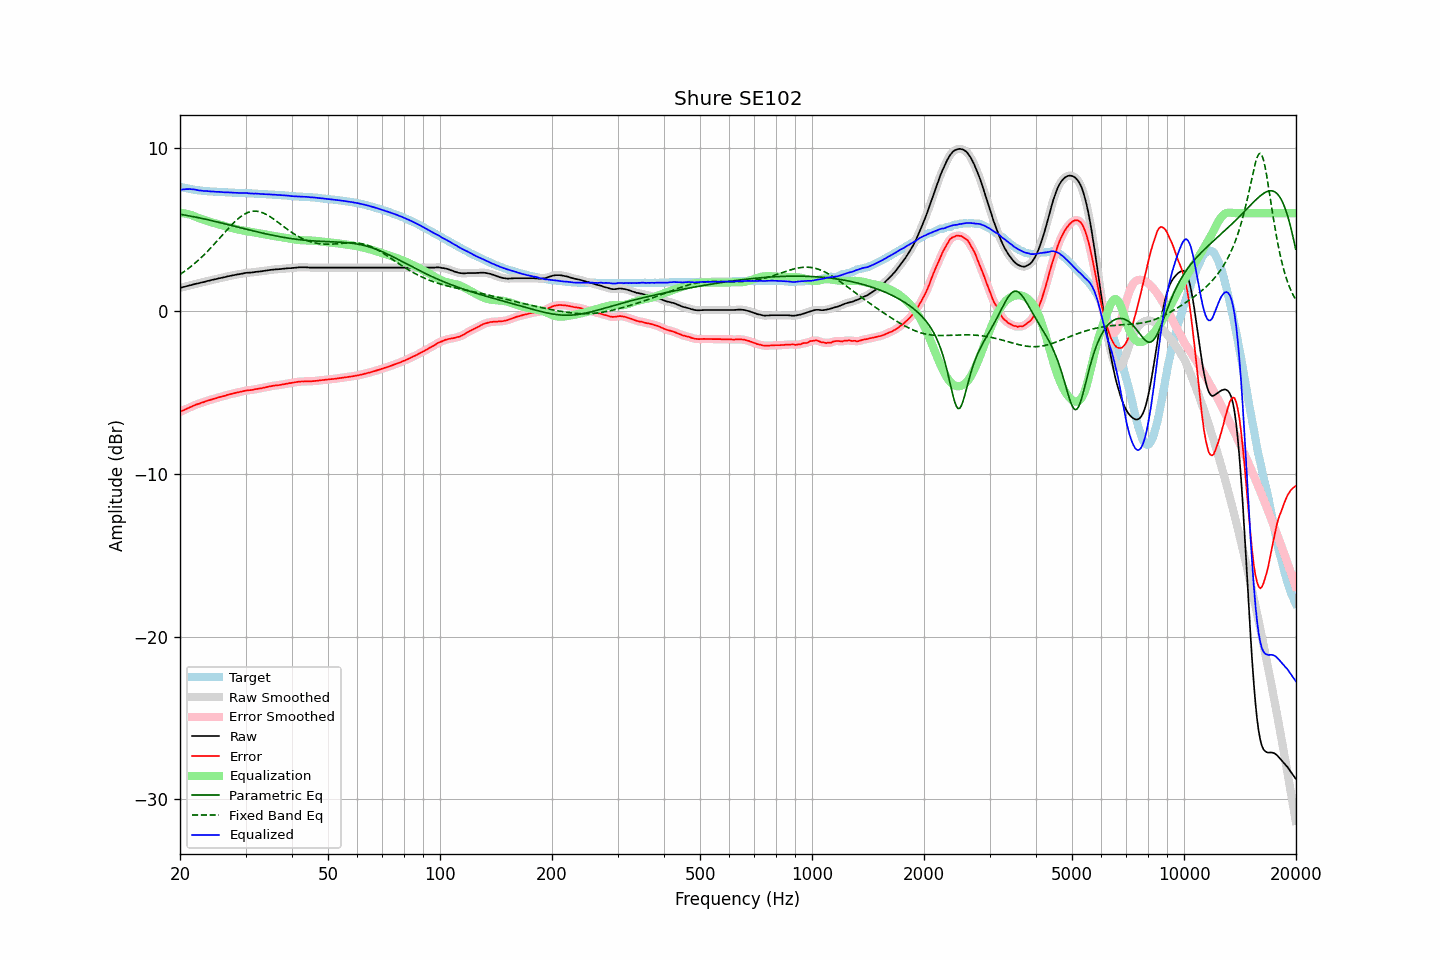 Shure SE102
Amplitude (dBr)
10
0
−10
−20
−30
Target
Raw Smoothed
Error Smoothed
Raw
Error
Equalization
Parametric Eq
Fixed Band Eq
Equalized
20 50 100 200 500 1000 2000 5000 10000 20000
Frequency (Hz)